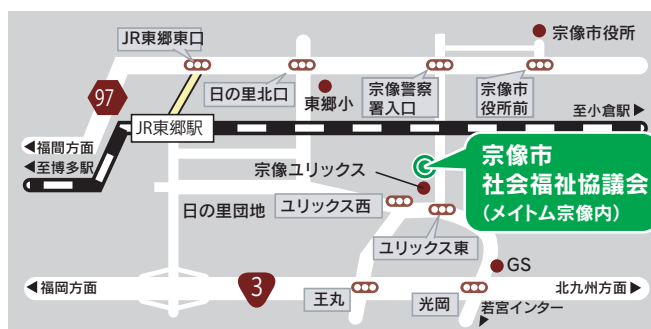 宗像市役所
JR東郷東口
97
日の里北口
東郷小
宗像警察
署入口
宗像市
役所前
至小倉駅▶
JR東郷駅
◀福間方面
◀至博多駅
宗像ユリックス
宗像市
社会福祉協議会
(メイトム宗像内)
日の里団地
ユリックス西
ユリックス東
GS
◀福岡方面
3
王丸
光岡
北九州方面▶
若宮インター